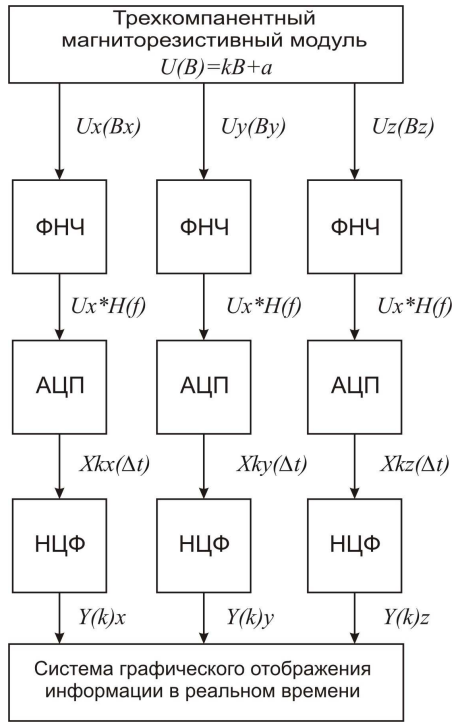 Трехкомпанентный
магниторезистивный модуль
U(B)=kB+a
Ux(Bx) Uy(By) Uz(Bz)
ФНЧ ФНЧ ФНЧ
Ux*H(f) Ux*H(f) Ux*H(f)
АЦП АЦП АЦП
Xkx(Δt) Xky(Δt) Xkz(Δt)
НЦФ НЦФ НЦФ
Y(k)x Y(k)y Y(k)z
Система графического отображения
информации в реальном времени